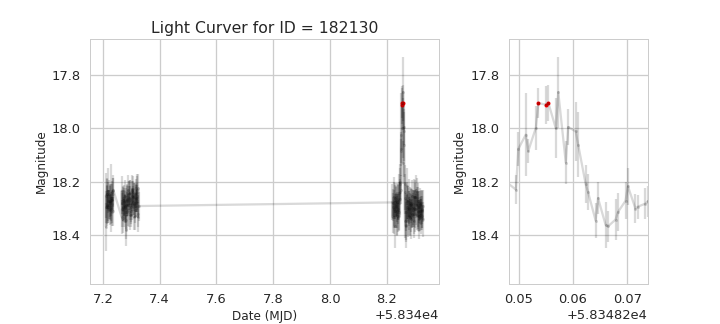 Light Curver for ID = 182130
Magnitude
17.8
18.0
18.2
18.4
7.2 7.4 7.6 7.8 8.0 8.2
Date (MJD)
+5.834e4
Magnitude
17.8
18.0
18.2
18.4
0.05 0.06 0.07
+5.83482e4